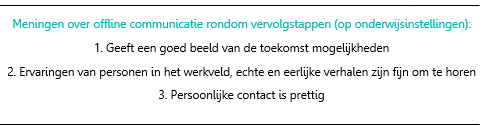 Meningen over offline communicatie rondom vervolgstappen (op onderwijsinstellingen):
1. Geeft een goed beeld van de toekomst mogelijkheden
2. Ervaringen van personen in het werkveld, echte en eerlijke verhalen zijn fijn om te horen
3. Persoonlijke contact is prettig